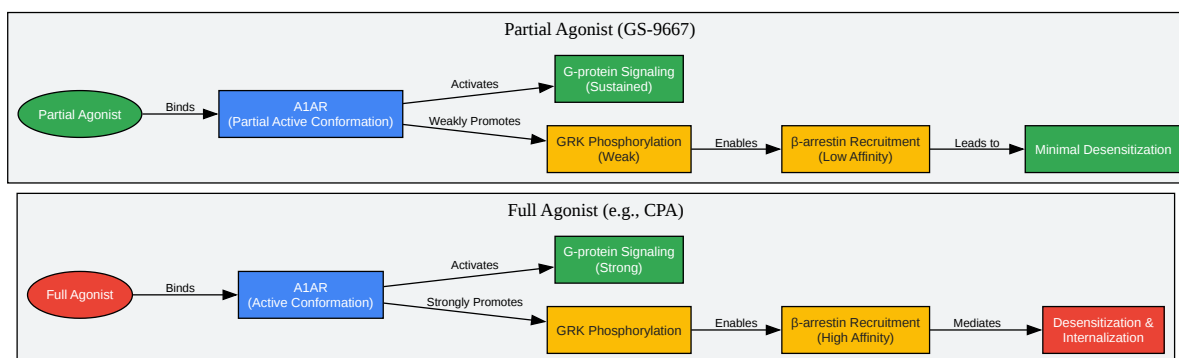 Partial Agonist (GS-9667)
Partial Agonist
Binds
A1AR
(Partial Active Conformation)
Activates
G-protein Signaling
(Sustained)
Weakly Promotes
GRK Phosphorylation
(Weak)
Enables
β-arrestin Recruitment
(Low Affinity)
Leads to
Minimal Desensitization
Full Agonist (e.g., CPA)
Full Agonist
Binds
A1AR
(Active Conformation)
Activates
G-protein Signaling
(Strong)
Strongly Promotes
GRK Phosphorylation
Enables
β-arrestin Recruitment
(High Affinity)
Mediates
Desensitization &
Internalization